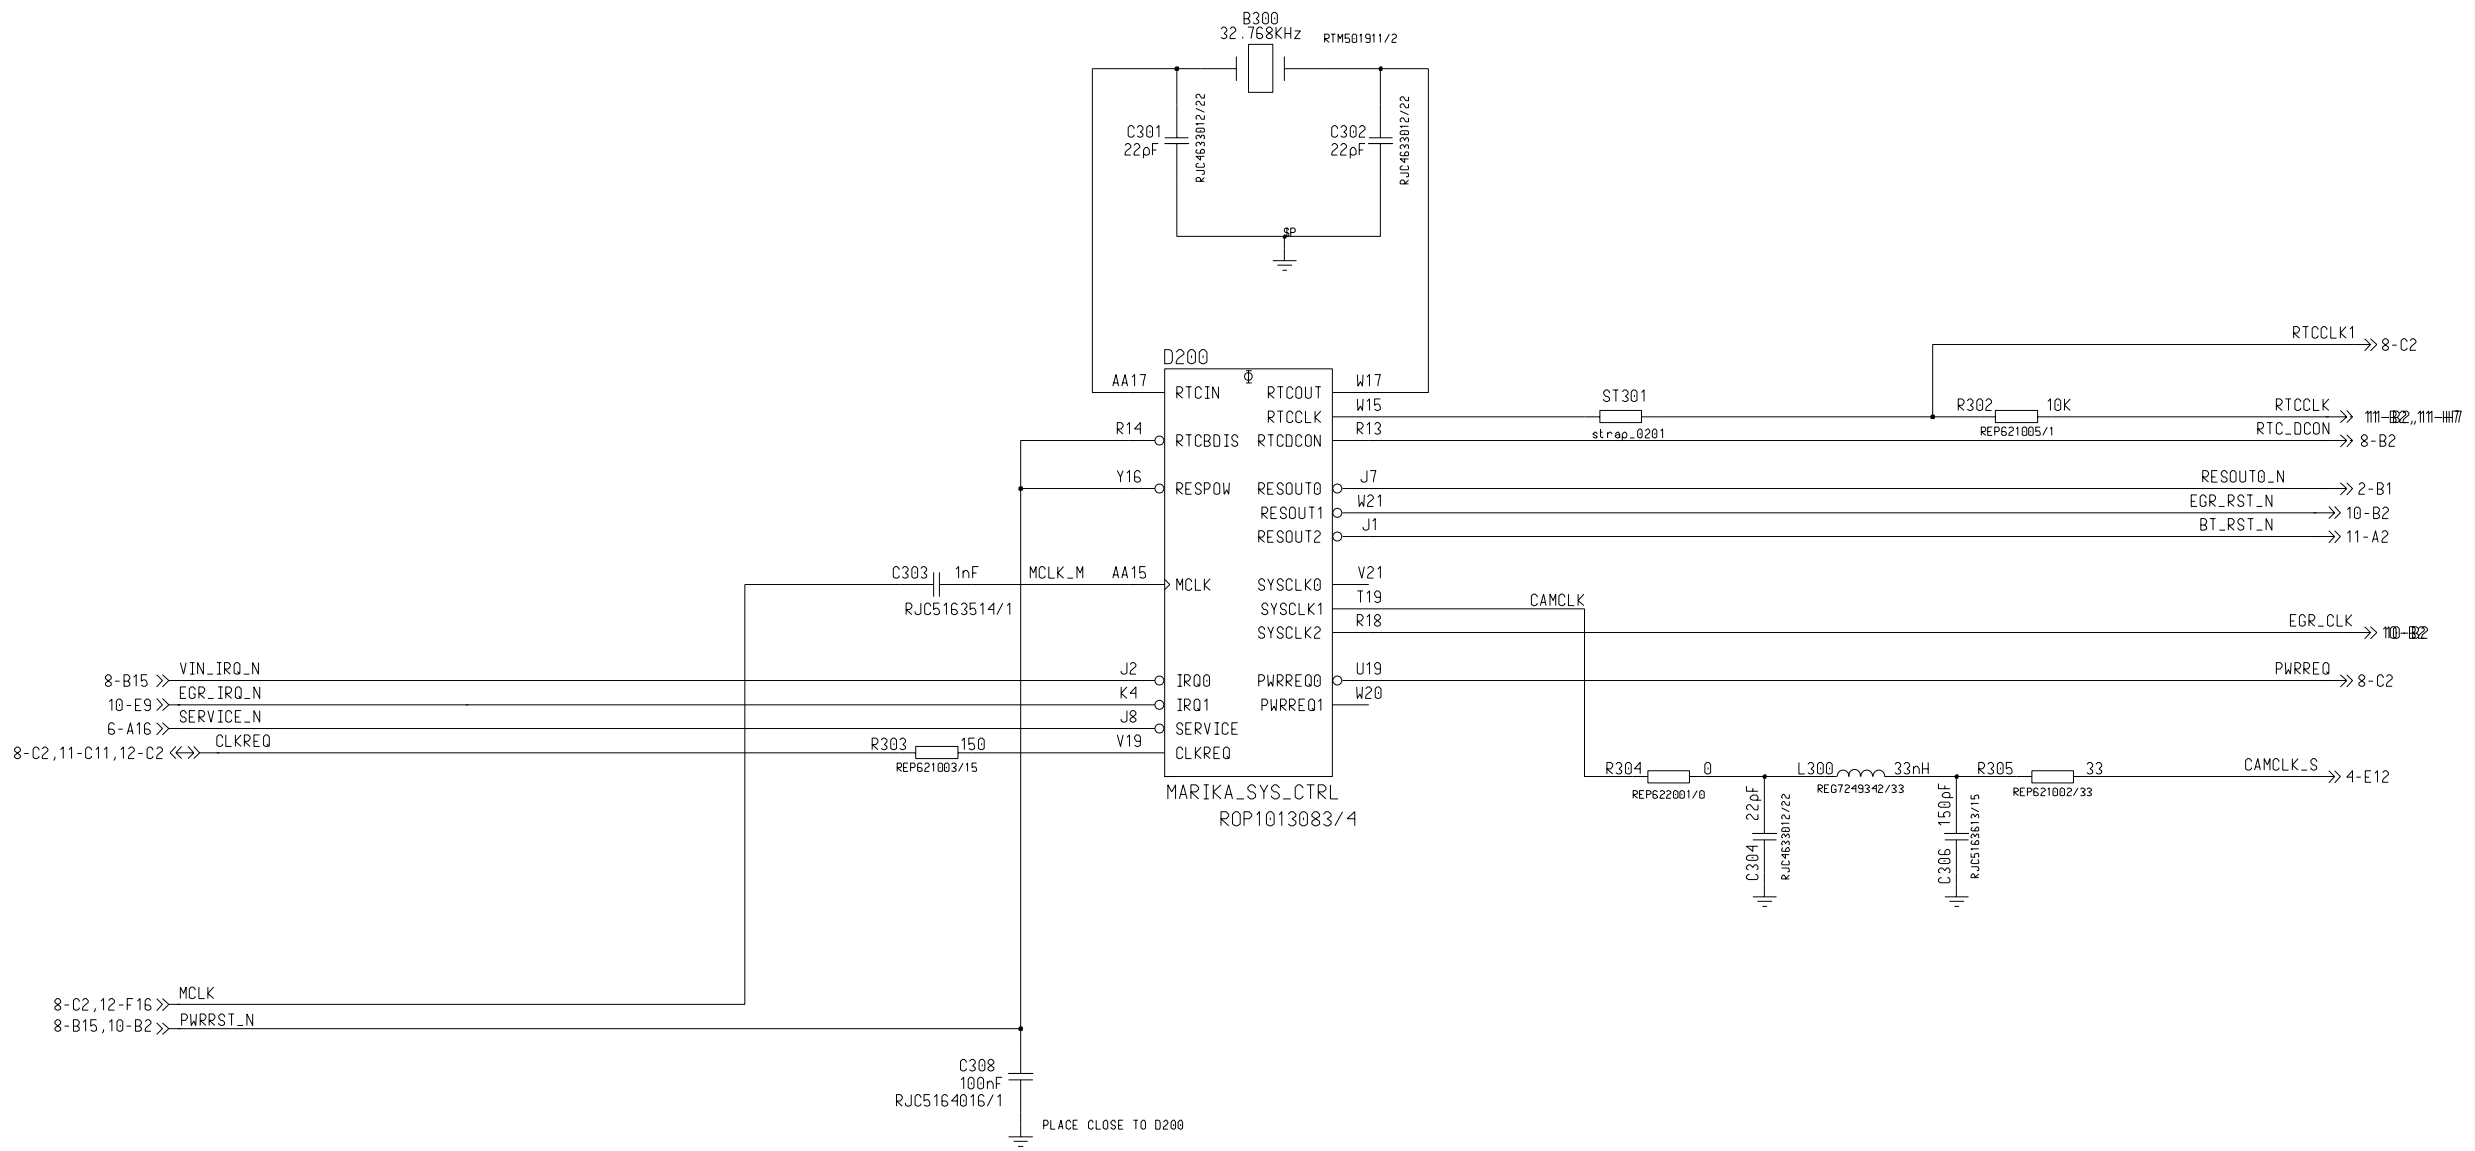 B300
32.768KHz
RTM501911/2
C301
22pF
RJC4633012/22
C302
22pF
RJC4633012/22
$P
RTCCLK1
8-C2
D200
AA17
RTCIN
RTCOUT
W17
RTCCLK
W15
ST301
strap_0201
R302
10K
REP621005/1
RTCCLK
R14
RTCBDIS
RTCDCON
R13
RTC_DCON
8-B2
Y16
RESPOW
RESOUT0
J7
RESOUT0_N
2-B1
RESOUT1
W21
EGR_RST_N
10-B2
RESOUT2
J1
BT_RST_N
11-A2
C303
1nF
RJC5163514/1
MCLK_M
AA15
MCLK
SYSCLK0
V21
SYSCLK1
T19
CAMCLK
SYSCLK2
R18
EGR_CLK
10-B2
8-B15
VIN_IRQ_N
J2
IRQ0
PWRREQ0
U19
PWRREQ
8-C2
10-E9
EGR_IRQ_N
K4
IRQ1
PWRREQ1
W20
6-A16
SERVICE_N
J8
SERVICE
8-C2,11-C11,12-C2
CLKREQ
R303
150
REP621003/15
V19
CLKREQ
MARIKA_SYS_CTRL
ROP1013083/4
R304
0
REP622001/0
L300
33nH
REG7249342/33
R305
33
REP621002/33
CAMCLK_S
4-E12
22pF
C304
RJC4633012/22
150pF
C306
RJC5163613/15
8-C2,12-F16
MCLK
8-B15,10-B2
PWRRST_N
C308
100nF
RJC5164016/1
PLACE CLOSE TO D200